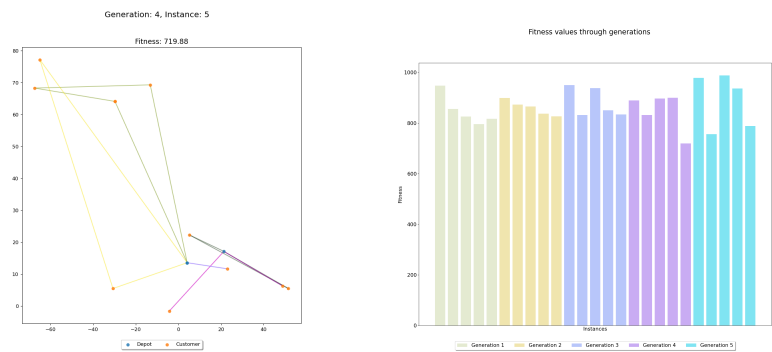 Generation: 4, Instance: 5
Fitness: 719.88
80
70
60
50
40
30
20
10
0
−60
−40
−20
0
20
40
Depot
Customer
Fitness values through generations
1000
800
600
400
200
0
Fitness
Instances
Generation 1
Generation 2
Generation 3
Generation 4
Generation 5